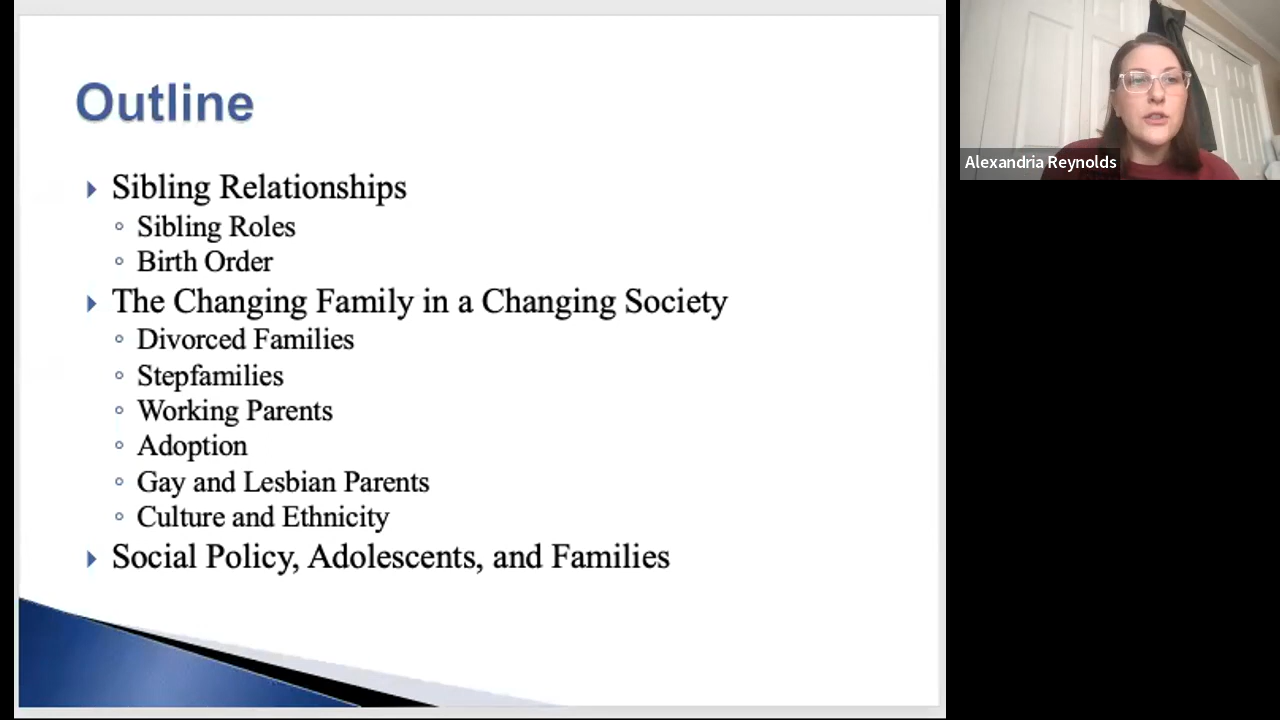 Outline
Sibling Relationships
Sibling Roles
Birth Order
The Changing Family in a Changing Society
Divorced Families
Stepfamilies
Working Parents
Adoption
Gay and Lesbian Parents
Culture and Ethnicity
Social Policy, Adolescents, and Families
Alexandria Reynolds